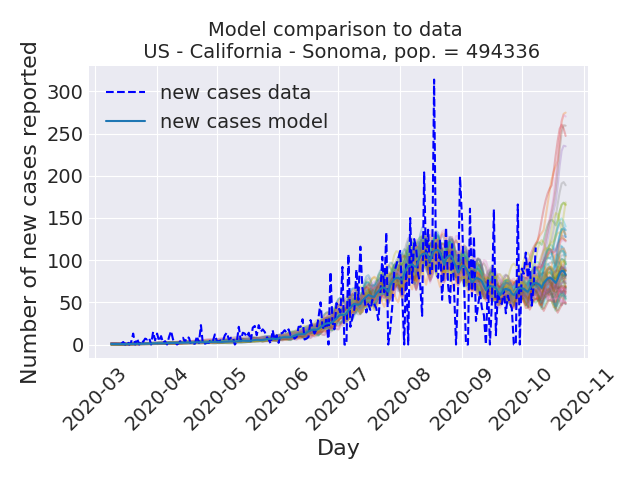 Model comparison to data
US - California - Sonoma, pop. = 494336
Number of new cases reported
300
250
200
150
100
50
0
new cases data
new cases model
2020-03
2020-04
2020-05
2020-06
2020-07
2020-08
2020-09
2020-10
2020-11
Day